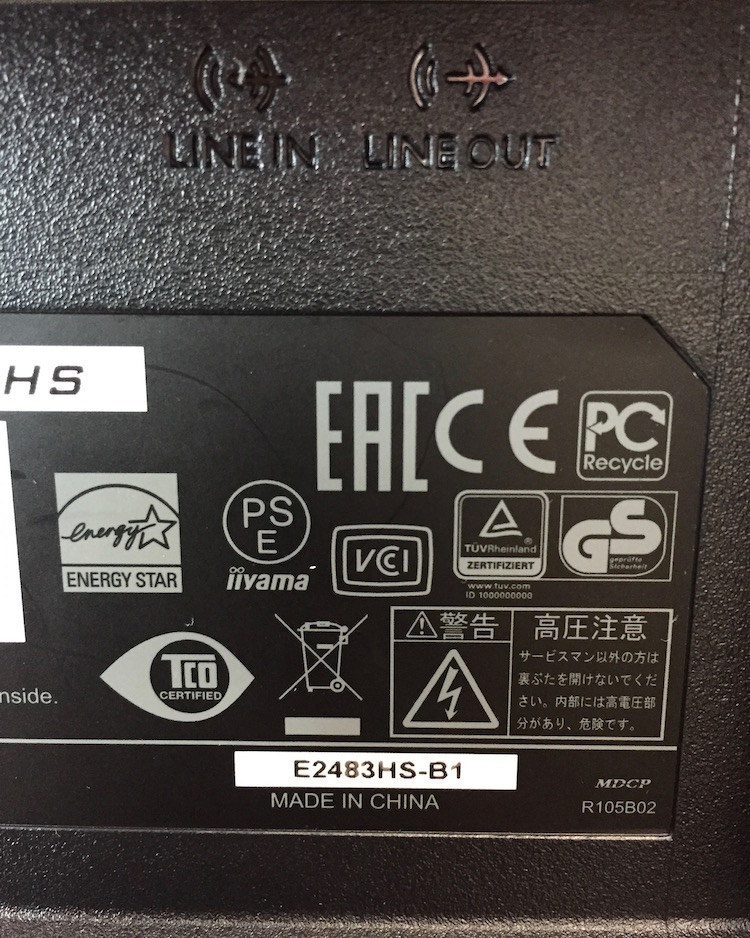 LINE IN LINE OUT
HS
EAC CE PC
Recycle
energy
ENERGY STAR
PS
E
iiyama
VCI
TÜVRheinland®
ZERTIFIZIERT
www.tuv.com
ID 1000000000
GS
geprüfte
Sicherheit
TCO
CERTIFIED
nside.
警告 高圧注意
サービスマン以外の方は
裏ぶたを開けないでくだ
さい。内部には高電圧部
分があり、危険です。
E2483HS-B1
MADE IN CHINA
MDCP
R105B02